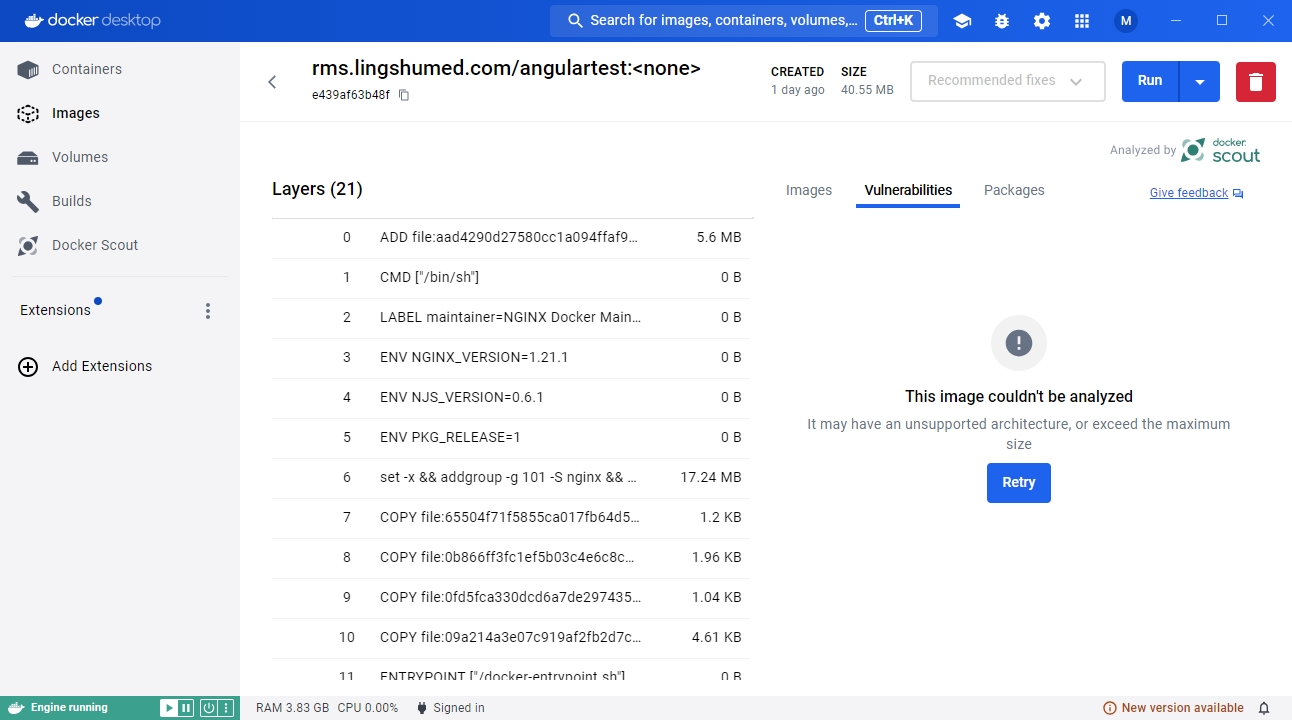 docker desktop
Search for images, containers, volumes,... Ctrl+K
M
Containers
Images
Volumes
Builds
Docker Scout
Extensions
Add Extensions
rms.lingshumed.com/angulartest:<none>
e439af63b48f
CREATED
1 day ago
SIZE
40.55 MB
Recommended fixes
Run
Analyzed by docker scout
Layers (21)
Images
Vulnerabilities
Packages
Give feedback
0 ADD file:aad4290d27580cc1a094ffaf9... 5.6 MB
1 CMD ["/bin/sh"] 0 B
2 LABEL maintainer=NGINX Docker Main... 0 B
3 ENV NGINX_VERSION=1.21.1 0 B
4 ENV NJS_VERSION=0.6.1 0 B
5 ENV PKG_RELEASE=1 0 B
6 set -x && addgroup -g 101 -S nginx && ... 17.24 MB
7 COPY file:65504f71f5855ca017fb64d5... 1.2 KB
8 COPY file:0b866ff3fc1ef5b03c4e6c8c... 1.96 KB
9 COPY file:0fd5fca330dcd6a7de297435... 1.04 KB
10 COPY file:09a214a3e07c919af2fb2d7c... 4.61 KB
11 ENTRYPOINT ["/docker-entrypoint.sh"] 0 B
This image couldn't be analyzed
It may have an unsupported architecture, or exceed the maximum
size
Retry
Engine running
RAM 3.83 GB CPU 0.00% Signed in
New version available